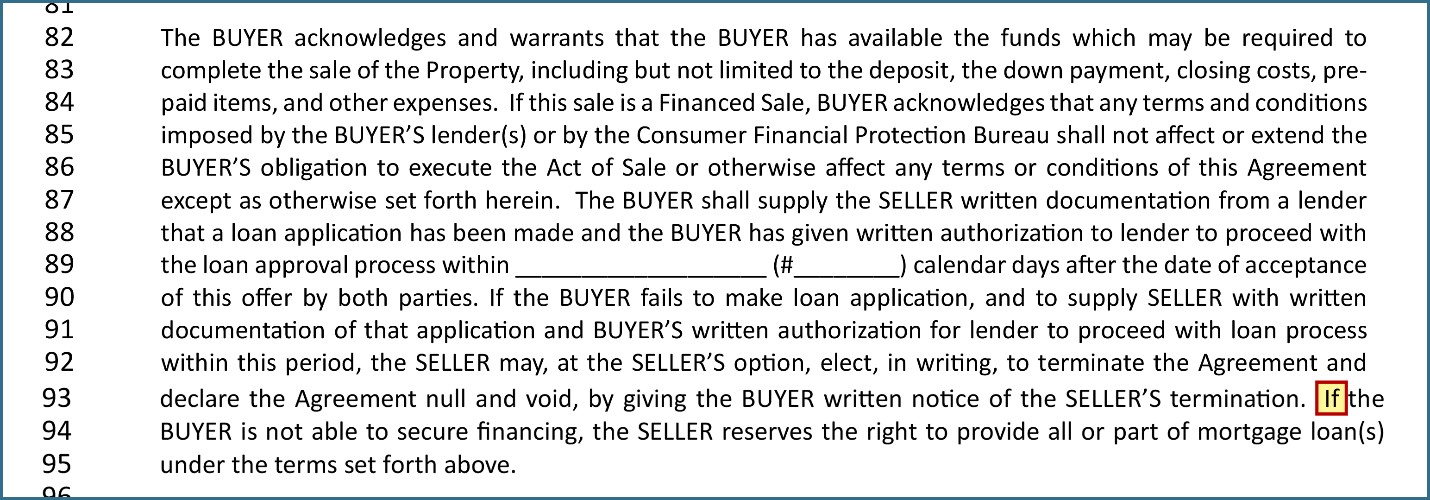 81
82 The BUYER acknowledges and warrants that the BUYER has available the funds which may be required to
83 complete the sale of the Property, including but not limited to the deposit, the down payment, closing costs, pre-
84 paid items, and other expenses.  If this sale is a Financed Sale, BUYER acknowledges that any terms and conditions
85 imposed by the BUYER'S lender(s) or by the Consumer Financial Protection Bureau shall not affect or extend the
86 BUYER'S obligation to execute the Act of Sale or otherwise affect any terms or conditions of this Agreement
87 except as otherwise set forth herein.  The BUYER shall supply the SELLER written documentation from a lender
88 that a loan application has been made and the BUYER has given written authorization to lender to proceed with
89 the loan approval process within ___________________ (#________) calendar days after the date of acceptance
90 of this offer by both parties. If the BUYER fails to make loan application, and to supply SELLER with written
91 documentation of that application and BUYER'S written authorization for lender to proceed with loan process
92 within this period, the SELLER may, at the SELLER'S option, elect, in writing, to terminate the Agreement and
93 declare the Agreement null and void, by giving the BUYER written notice of the SELLER'S termination. If the
94 BUYER is not able to secure financing, the SELLER reserves the right to provide all or part of mortgage loan(s)
95 under the terms set forth above.
96